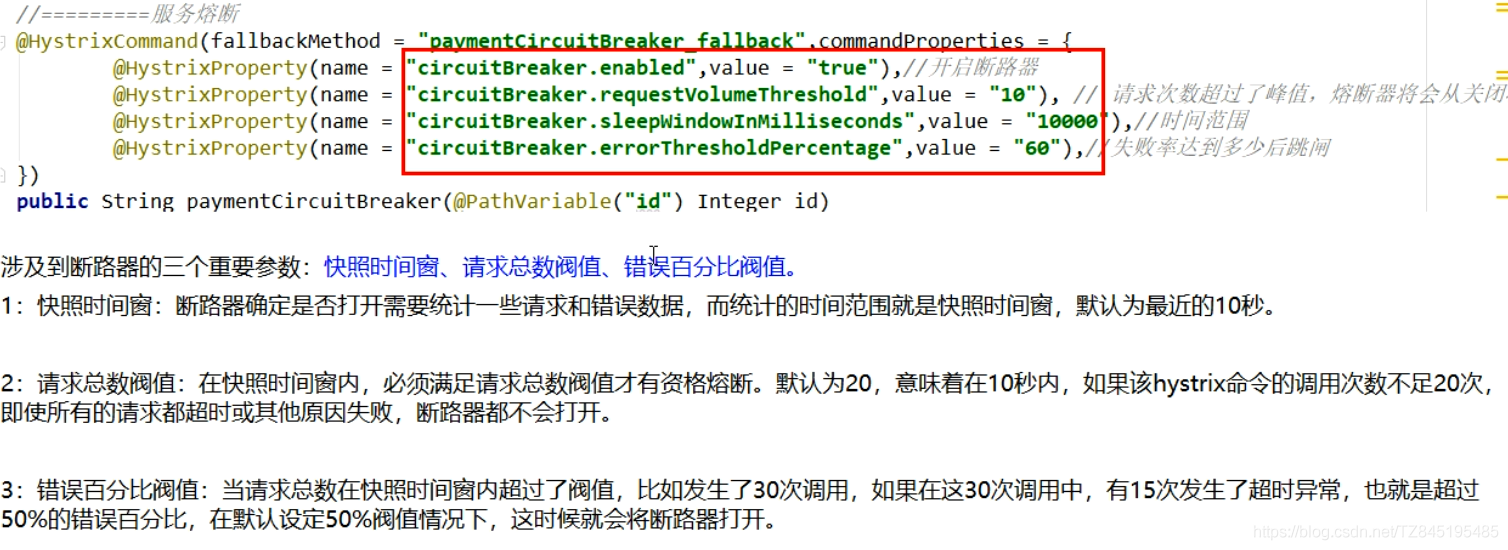 //=========服务熔断
@HystrixCommand(fallbackMethod = "paymentCircuitBreaker_fallback",commandProperties = {
@HystrixProperty(name = "circuitBreaker.enabled",value = "true"),//开启断路器
@HystrixProperty(name = "circuitBreaker.requestVolumeThreshold",value = "10"), // 请求次数超过了峰值，熔断器将会从关闭
@HystrixProperty(name = "circuitBreaker.sleepWindowInMilliseconds",value = "10000"),//时间范围
@HystrixProperty(name = "circuitBreaker.errorThresholdPercentage",value = "60"),//失败率达到多少后跳闸
})
public String paymentCircuitBreaker(@PathVariable("id") Integer id)
涉及到断路器的三个重要参数：快照时间窗、请求总数阀值、错误百分比阀值。
1：快照时间窗：断路器确定是否打开需要统计一些请求和错误数据，而统计的时间范围就是快照时间窗，默认为最近的10秒。
2：请求总数阀值：在快照时间窗内，必须满足请求总数阀值才有资格熔断。默认为20，意味着在10秒内，如果该hystrix命令的调用次数不足20次，
即使所有的请求都超时或其他原因失败，断路器都不会打开。
3：错误百分比阀值：当请求总数在快照时间窗内超过了阀值，比如发生了30次调用，如果在这30次调用中，有15次发生了超时异常，也就是超过
50%的错误百分比，在默认设定50%阀值情况下，这时候就会将断路器打开。
https://blog.csdn.net/TZ845195485